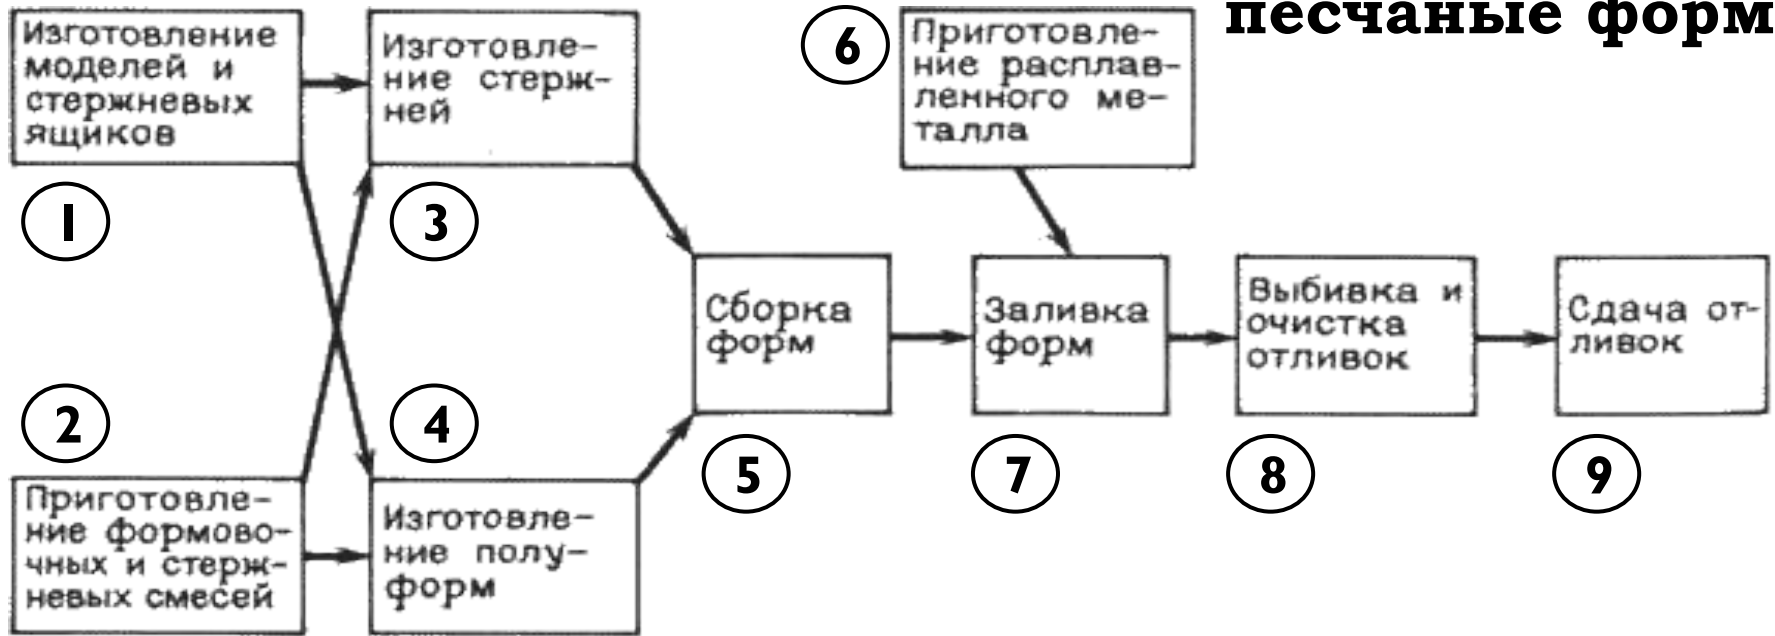 песчаные форм
Изготовление
моделей и
стержневых
ящиков
1
Изготовле-
ние стерж-
ней
3
6
Приготовле-
ние расплав-
ленного ме-
талла
2
Приготовле-
ние формово-
чных и стерж-
невых смесей
4
Изготовле-
ние полу-
форм
Сборка
форм
5
Заливка
форм
7
Выбивка и
очистка
отливок
8
Сдача от-
ливок
9